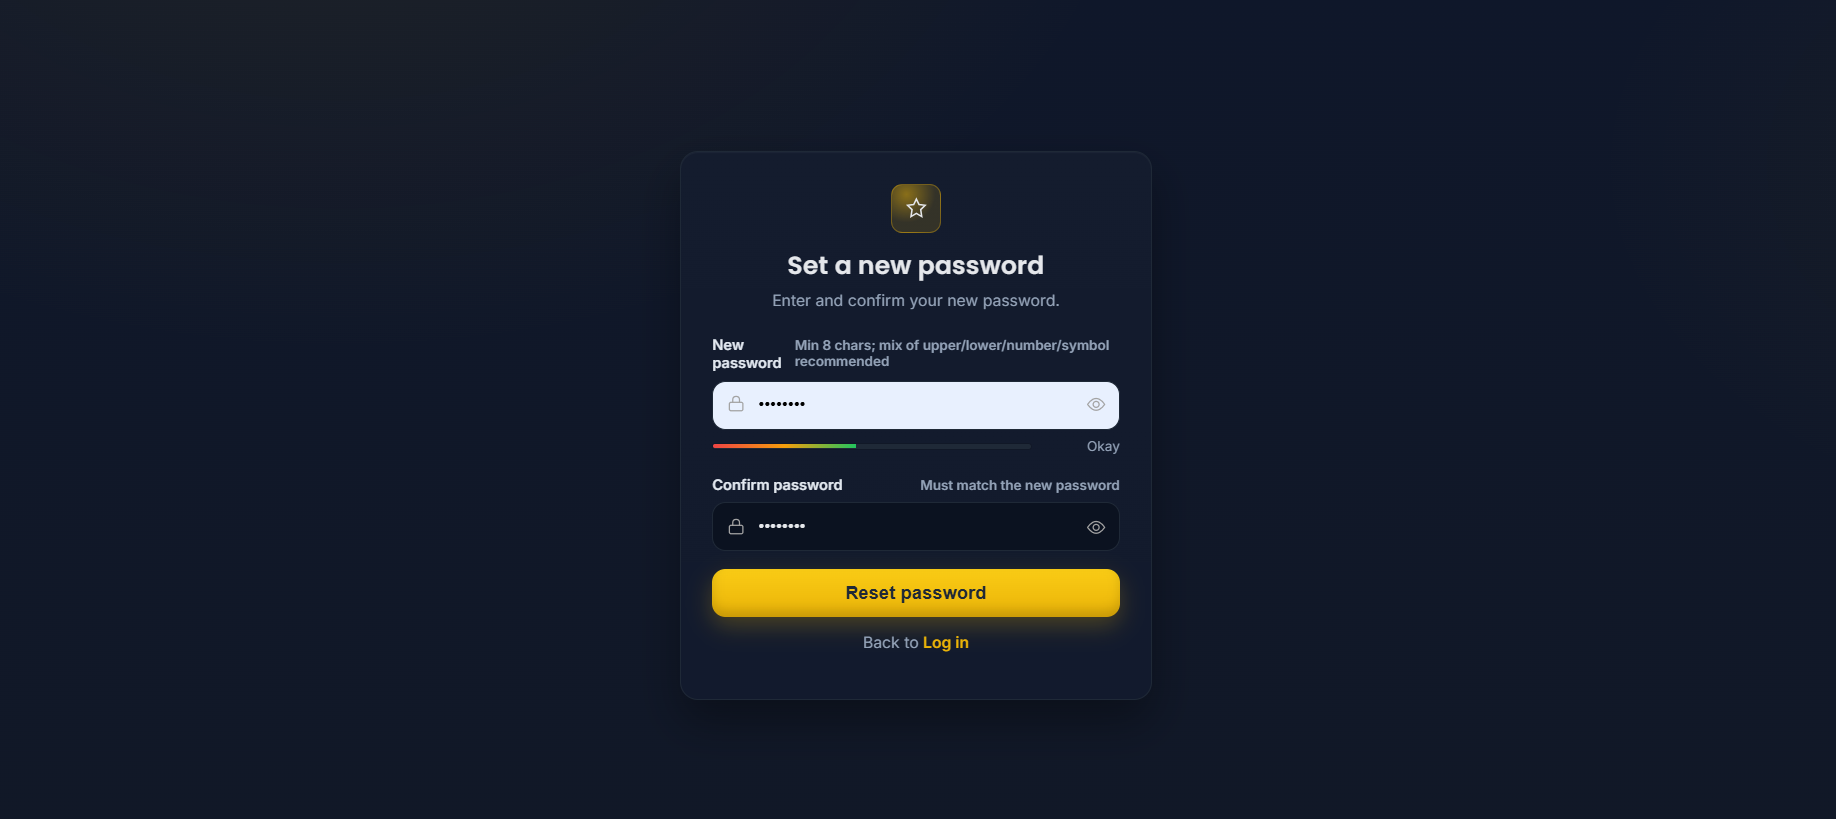 Set a new password
Enter and confirm your new password.
New
password
Min 8 chars; mix of upper/lower/number/symbol
recommended
••••••••
Okay
Confirm password
Must match the new password
••••••••
Reset password
Back to Log in